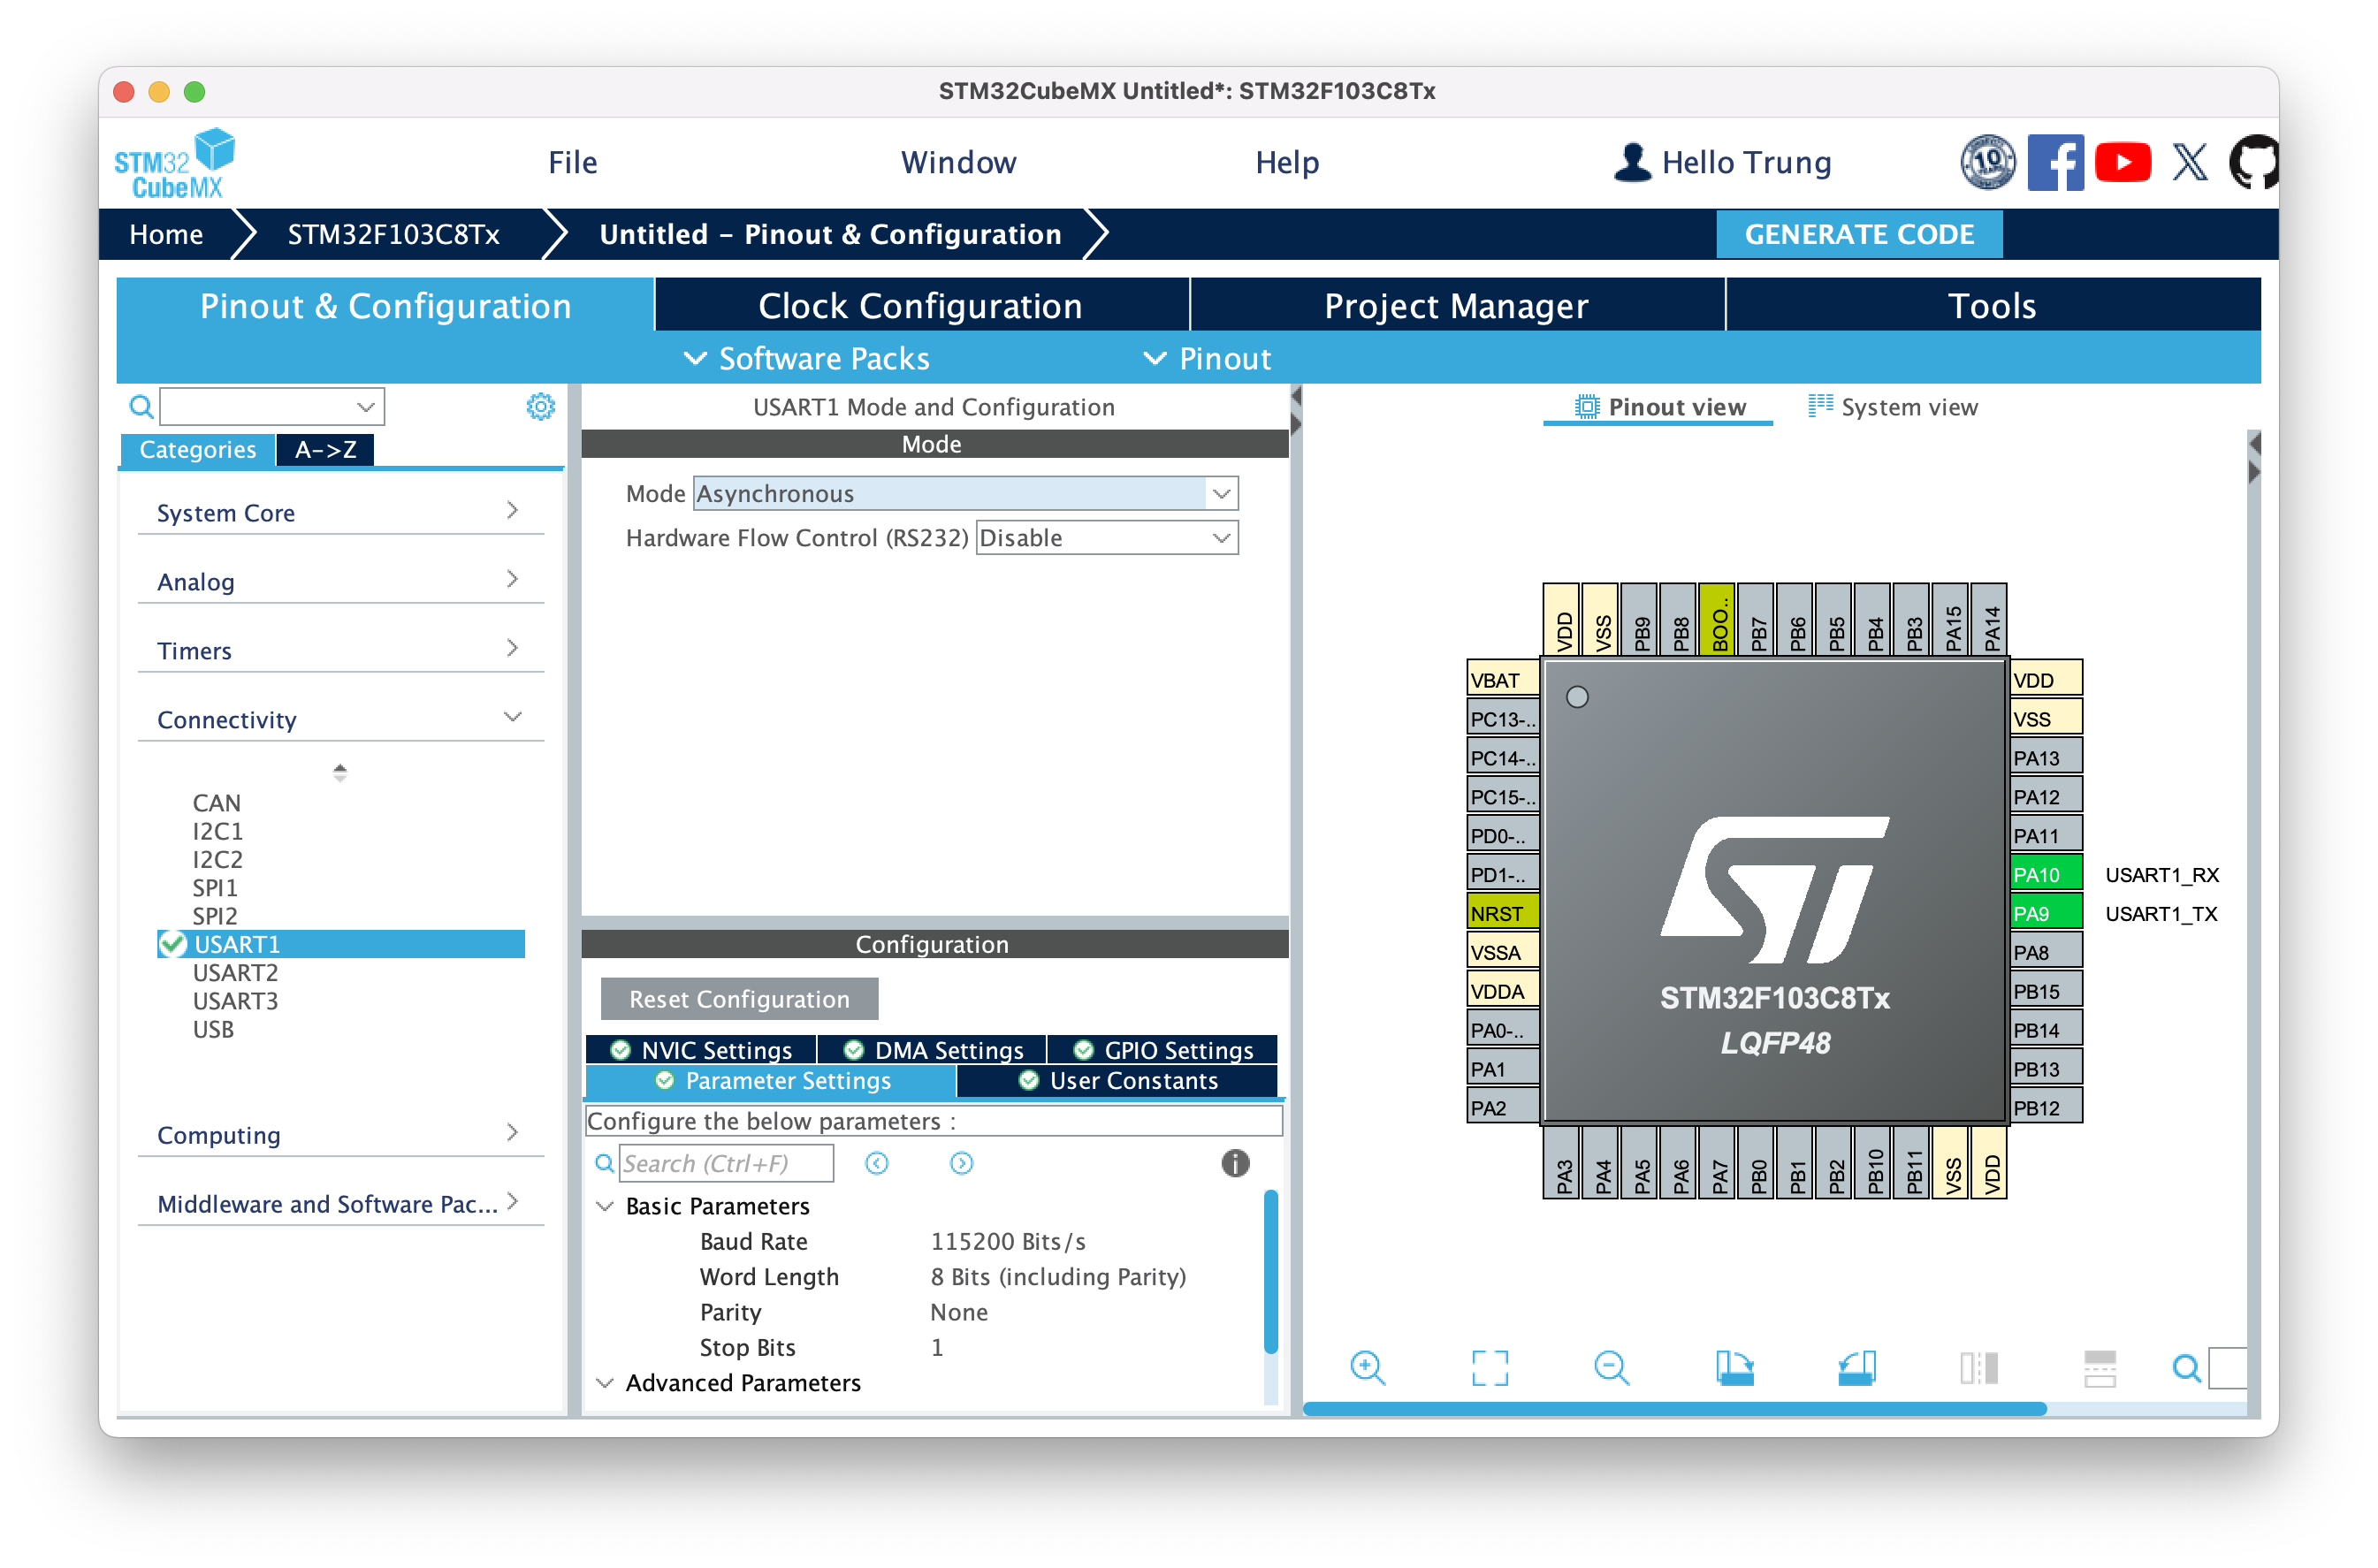 STM32CubeMX Untitled*: STM32F103C8Tx
STM32 CubeMX
File
Window
Help
Hello Trung
10
Home
STM32F103C8Tx
Untitled – Pinout & Configuration
GENERATE CODE
Pinout & Configuration
Clock Configuration
Project Manager
Tools
Software Packs
Pinout
Categories
A->Z
System Core
Analog
Timers
Connectivity
CAN
I2C1
I2C2
SPI1
SPI2
USART1
USART2
USART3
USB
Computing
Middleware and Software Pac...
USART1 Mode and Configuration
Mode
Mode Asynchronous
Hardware Flow Control (RS232) Disable
Configuration
Reset Configuration
NVIC Settings
DMA Settings
GPIO Settings
Parameter Settings
User Constants
Configure the below parameters :
Search (Ctrl+F)
Basic Parameters
Baud Rate 115200 Bits/s
Word Length 8 Bits (including Parity)
Parity None
Stop Bits 1
Advanced Parameters
Pinout view
System view
VDD
VSS
PB9
PB8
BOO..
PB7
PB6
PB5
PB4
PB3
PA15
PA14
VBAT
PC13-..
PC14-..
PC15-..
PD0-..
PD1-..
NRST
VSSA
VDDA
PA0-..
PA1
PA2
ST
STM32F103C8Tx
LQFP48
VDD
VSS
PA13
PA12
PA11
PA10 USART1_RX
PA9 USART1_TX
PA8
PB15
PB14
PB13
PB12
PA3
PA4
PA5
PA6
PA7
PB0
PB1
PB2
PB10
PB11
VSS
VDD